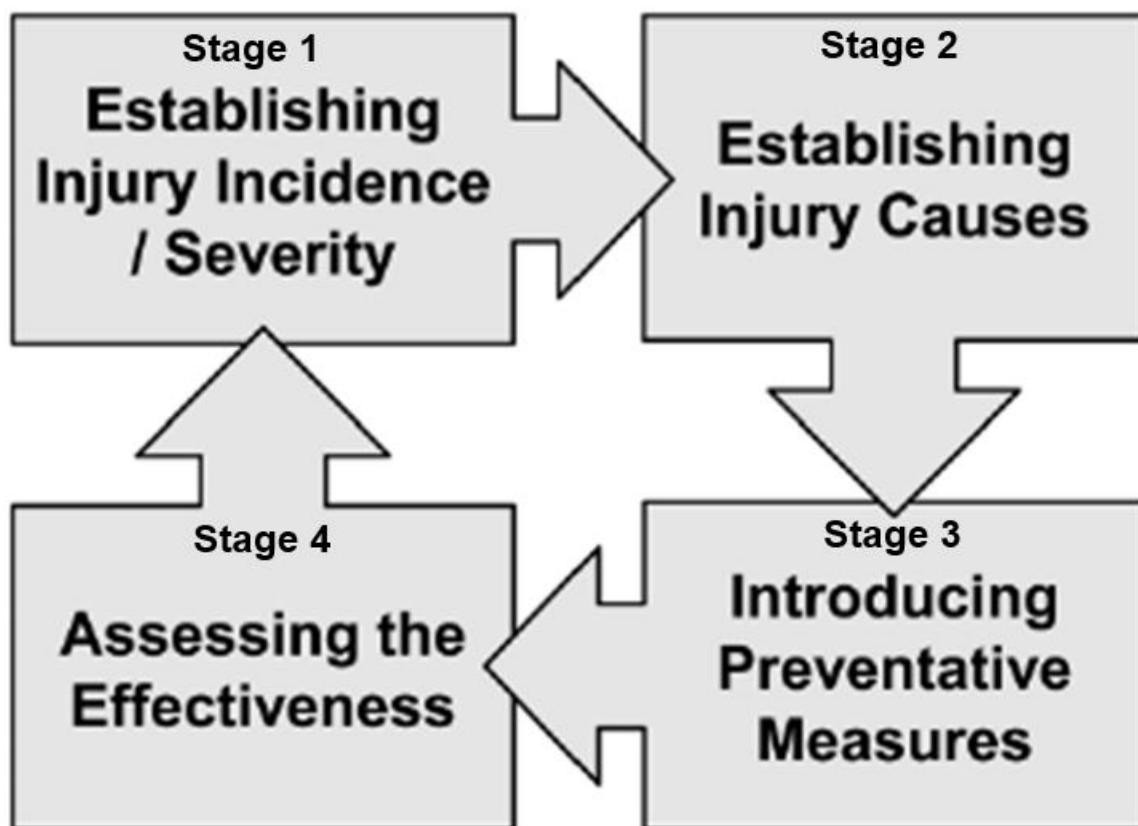 Stage 1
Establishing
Injury Incidence
/ Severity
Stage 2
Establishing
Injury Causes
Stage 3
Introducing
Preventative
Measures
Stage 4
Assessing the
Effectiveness